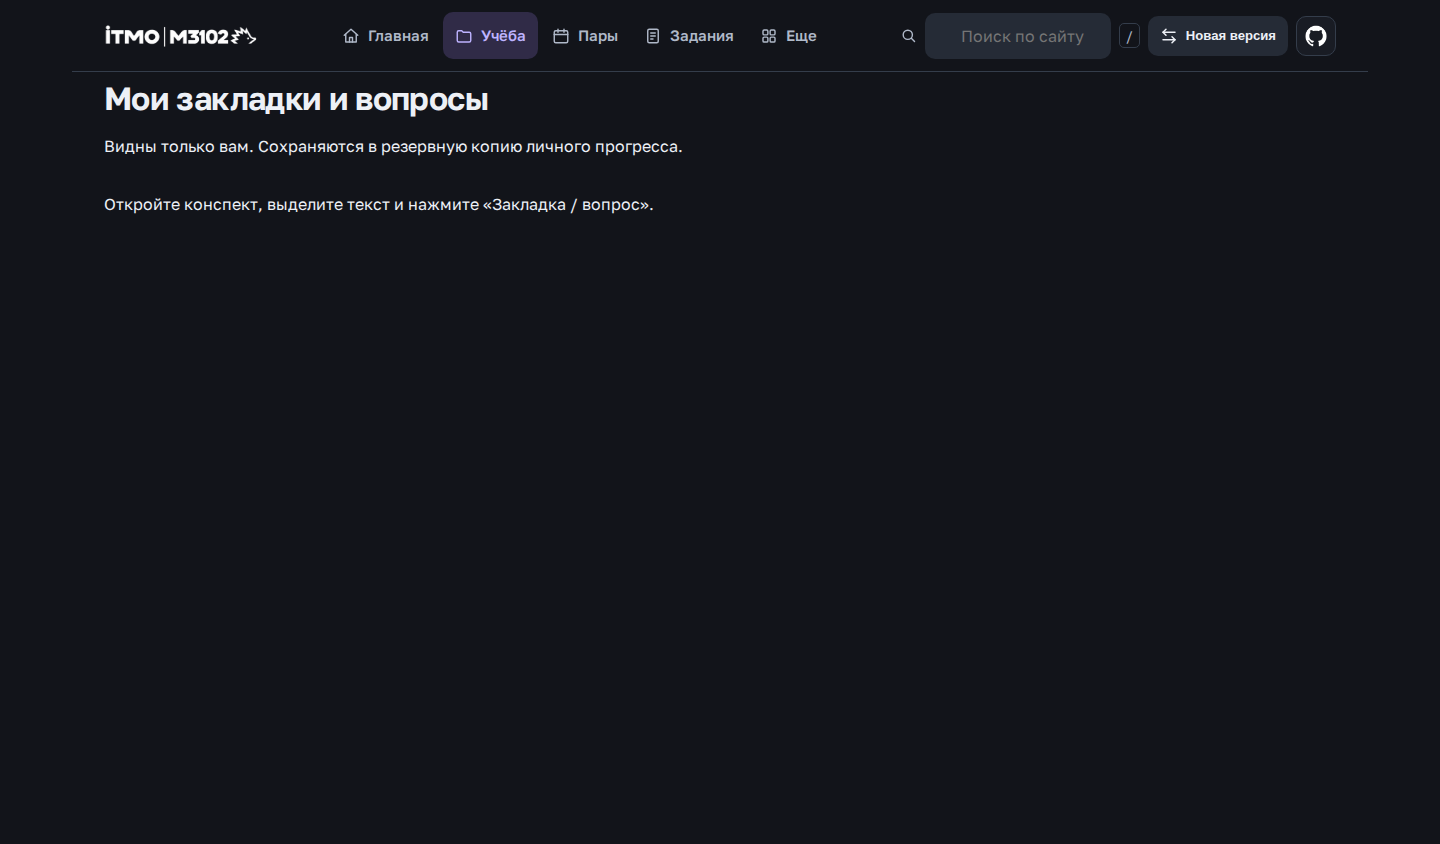 iTMO | M3102
Главная
Учёба
Пары
Задания
Еще
Поиск по сайту
/
Новая версия
Мои закладки и вопросы
Видны только вам. Сохраняются в резервную копию личного прогресса.
Откройте конспект, выделите текст и нажмите «Закладка / вопрос».